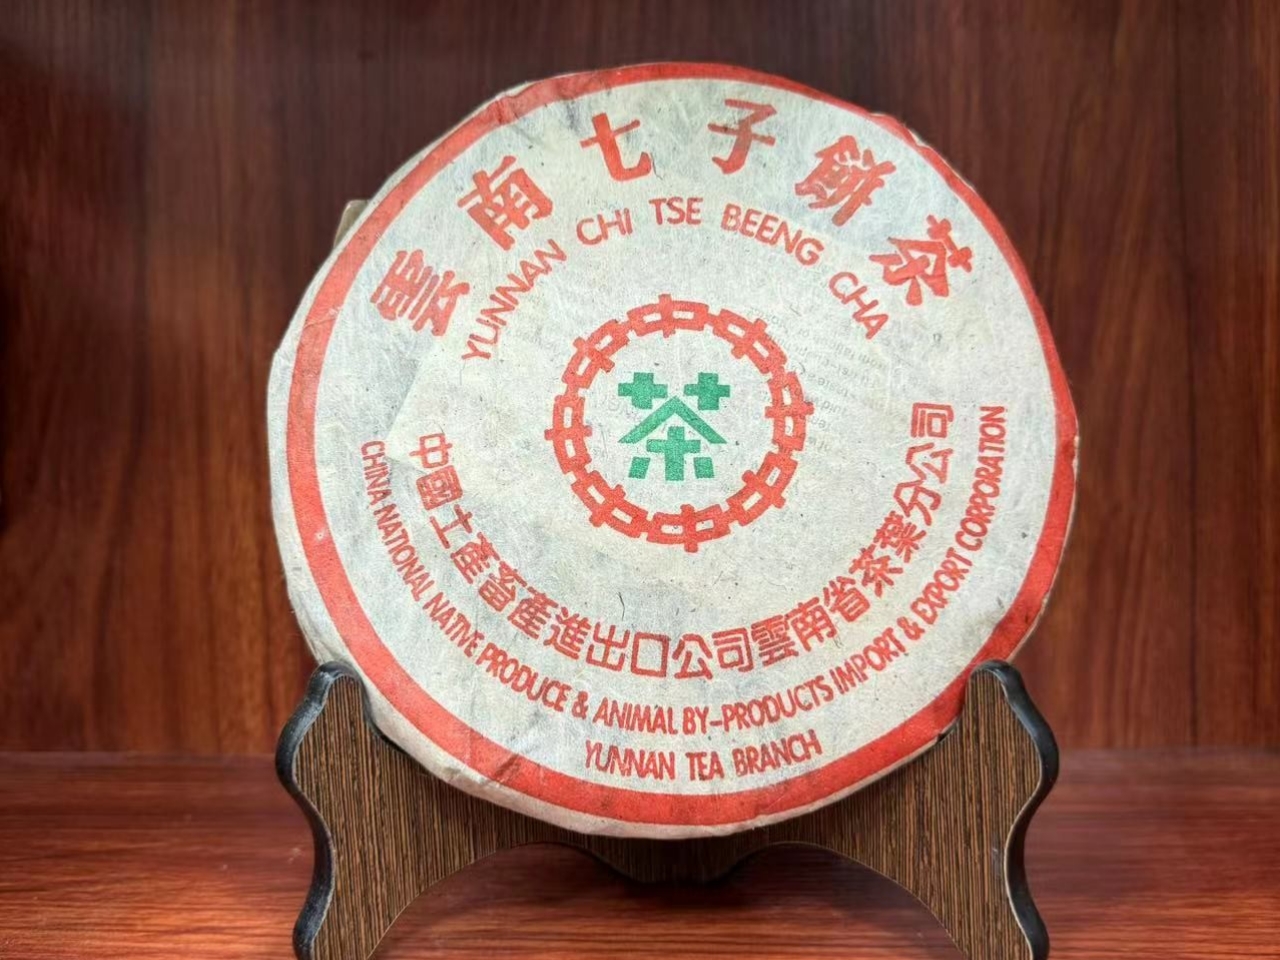 雲南七子餅茶
YUNNAN CHI TSE BEENG CHA
茶
中國土產畜產進出口公司雲南省茶葉分公司
CHINA NATIONAL NATIVE PRODUCE & ANIMAL BY-PRODUCTS IMPORT & EXPORT CORPORATION
YUNNAN TEA BRANCH